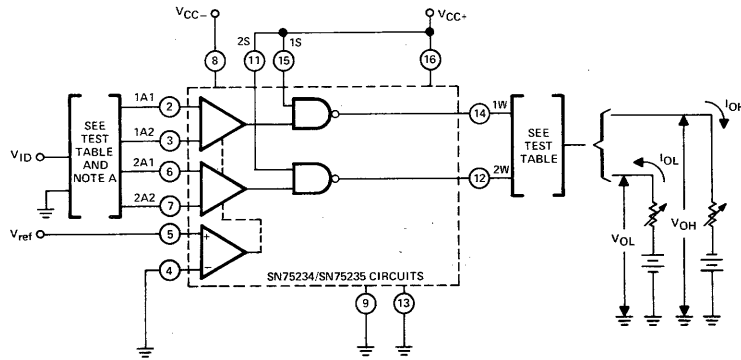 VCC−
VCC+
2S
1S
8
11
15
16
SEE
TEST
TABLE
AND
NOTE A
VID
1A1
2
1A2
3
2A1
6
2A2
7
Vref
5
+
4
−
14
1W
12
2W
SEE
TEST
TABLE
IOH
IOL
VOL
VOH
SN75234/SN75235 CIRCUITS
9
13